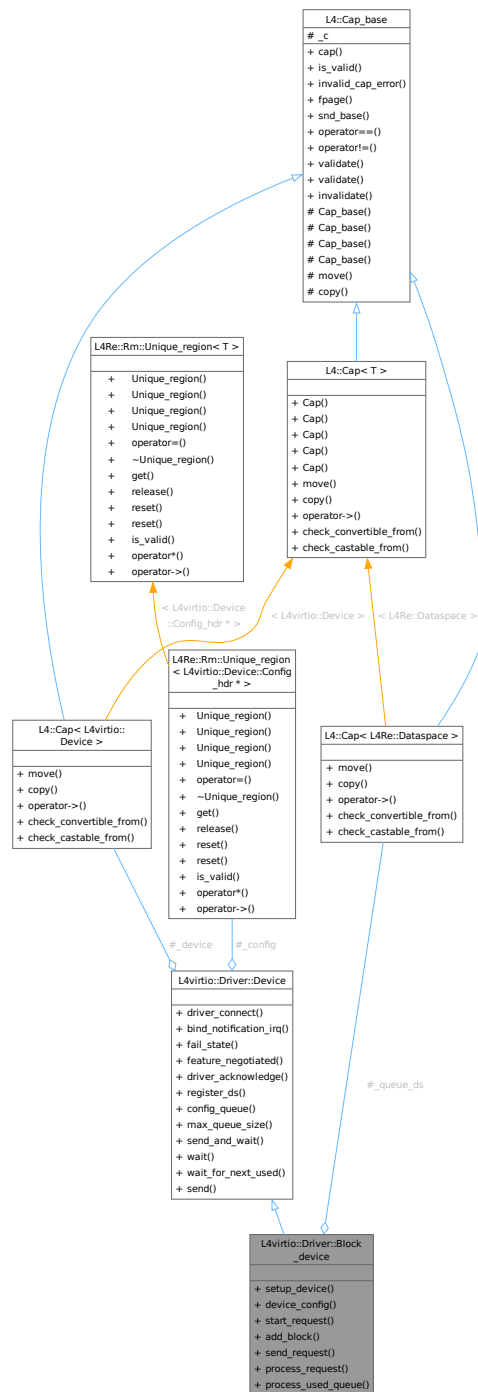 L4::Cap_base
# _c
+ cap()
+ is_valid()
+ invalid_cap_error()
+ fpage()
+ snd_base()
+ operator==()
+ operator!=()
+ validate()
+ validate()
+ invalidate()
# Cap_base()
# Cap_base()
# Cap_base()
# Cap_base()
# move()
# copy()
L4Re::Rm::Unique_region< T >
+ Unique_region()
+ Unique_region()
+ Unique_region()
+ Unique_region()
+ operator=()
+ ~Unique_region()
+ get()
+ release()
+ reset()
+ reset()
+ is_valid()
+ operator*()
+ operator->()
L4::Cap< T >
+ Cap()
+ Cap()
+ Cap()
+ Cap()
+ Cap()
+ move()
+ copy()
+ operator->()
+ check_convertible_from()
+ check_castable_from()
< L4virtio::Device
::Config_hdr * >
< L4virtio::Device >
< L4Re::Dataspace >
L4Re::Rm::Unique_region
< L4virtio::Device::Config
_hdr * >
+ Unique_region()
+ Unique_region()
+ Unique_region()
+ Unique_region()
+ operator=()
+ ~Unique_region()
+ get()
+ release()
+ reset()
+ reset()
+ is_valid()
+ operator*()
+ operator->()
L4::Cap< L4virtio::
Device >
+ move()
+ copy()
+ operator->()
+ check_convertible_from()
+ check_castable_from()
L4::Cap< L4Re::Dataspace >
+ move()
+ copy()
+ operator->()
+ check_convertible_from()
+ check_castable_from()
#_device
#_config
L4virtio::Driver::Device
+ driver_connect()
+ bind_notification_irq()
+ fail_state()
+ feature_negotiated()
+ driver_acknowledge()
+ register_ds()
+ config_queue()
+ max_queue_size()
+ send_and_wait()
+ wait()
+ wait_for_next_used()
+ send()
#_queue_ds
L4virtio::Driver::Block
_device
+ setup_device()
+ device_config()
+ start_request()
+ add_block()
+ send_request()
+ process_request()
+ process_used_queue()